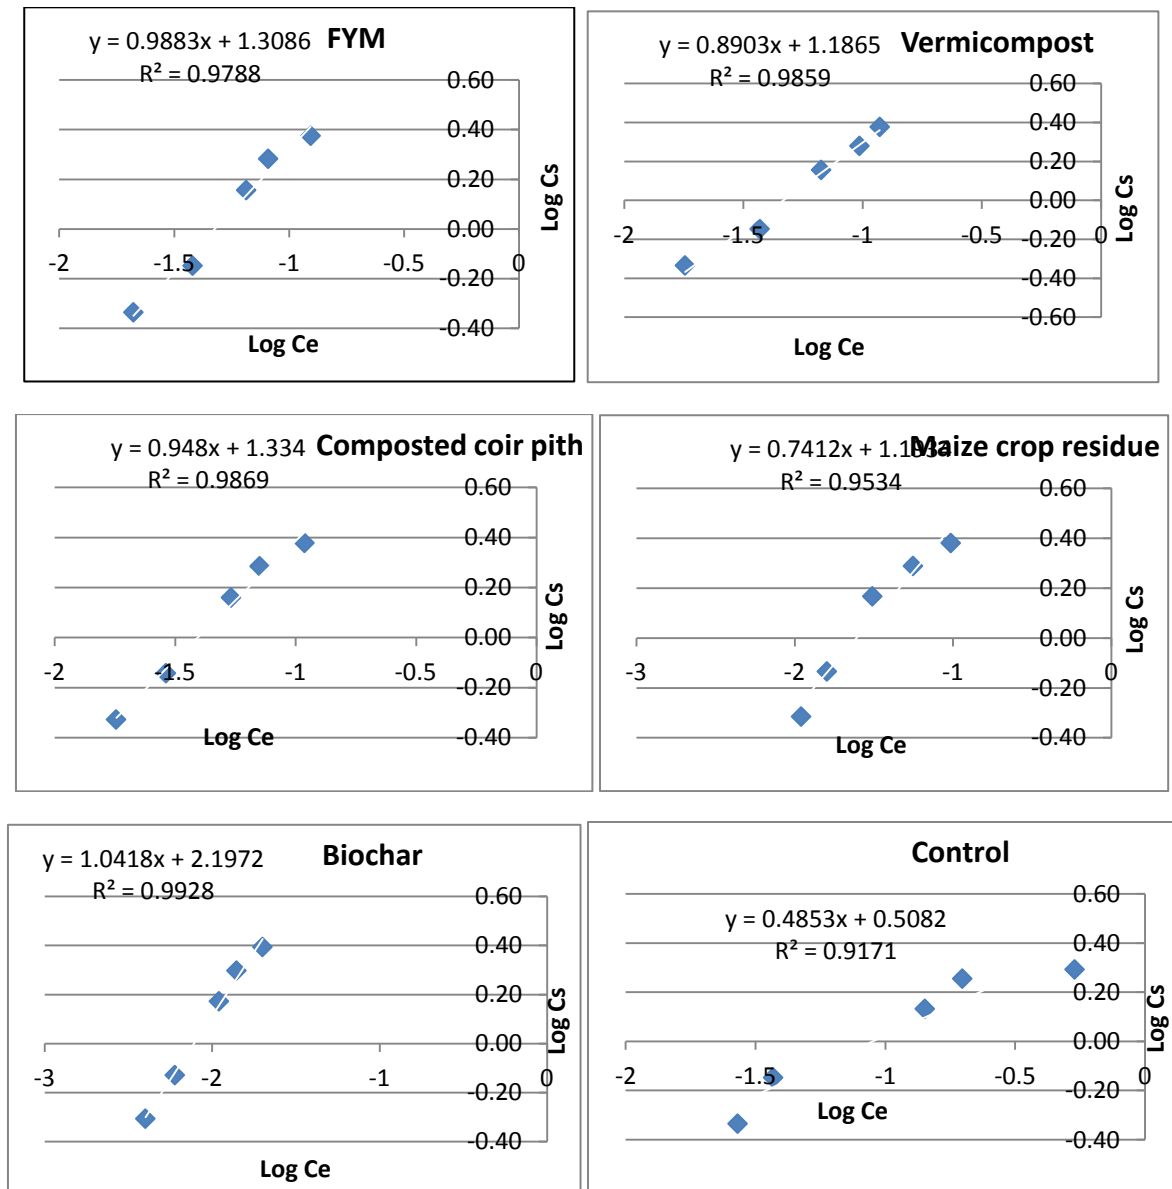 y = 0.9883x + 1.3086 FYM
R² = 0.9788
0.60
0.40
0.20
0.00
-0.20
-0.40
-2 -1.5 -1 -0.5 0
Log Cs
Log Ce
y = 0.8903x + 1.1865 Vermicompost
R² = 0.9859
0.60
0.40
0.20
0.00
-0.20
-0.40
-0.60
-2 -1.5 -1 -0.5 0
Log Cs
Log Ce
y = 0.948x + 1.334 Composted coir pith
R² = 0.9869
0.60
0.40
0.20
0.00
-0.20
-0.40
-2 -1.5 -1 -0.5 0
Log Cs
Log Ce
y = 0.7412x + Maize crop residue
R² = 0.9534
0.60
0.40
0.20
0.00
-0.20
-0.40
-3 -2 -1 0
Log Cs
Log Ce
y = 1.0418x + 2.1972 Biochar
R² = 0.9928
0.60
0.40
0.20
0.00
-0.20
-0.40
-3 -2 -1 0
Log Cs
Log Ce
Control
y = 0.4853x + 0.5082
R² = 0.9171
0.60
0.40
0.20
0.00
-0.20
-0.40
-2 -1.5 -1 -0.5 0
Log Cs
Log Ce